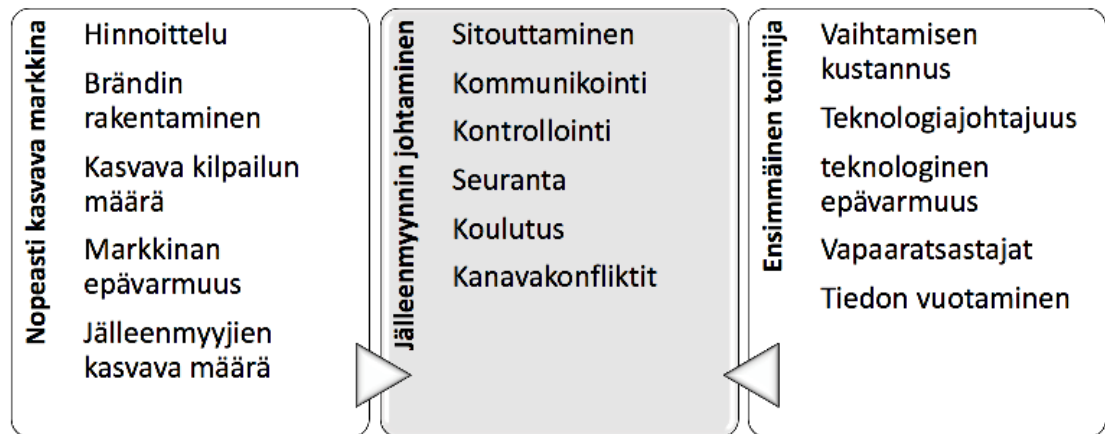 Nopeasti kasvava markkina
Hinnoittelu
Brändin
rakentaminen
Kasvava kilpailun
määrä
Markkinan
epävarmuus
Jälleenmyyjien
kasvava määrä
Jälleenmyynnin johtaminen
Sitouttaminen
Kommunikointi
Kontrollointi
Seuranta
Koulutus
Kanavakonfliktit
Ensimmäinen toimija
Vaihtamisen
kustannus
Teknologiajohtajuus
teknologinen
epävarmuus
Vapaaratsastajat
Tiedon vuotaminen